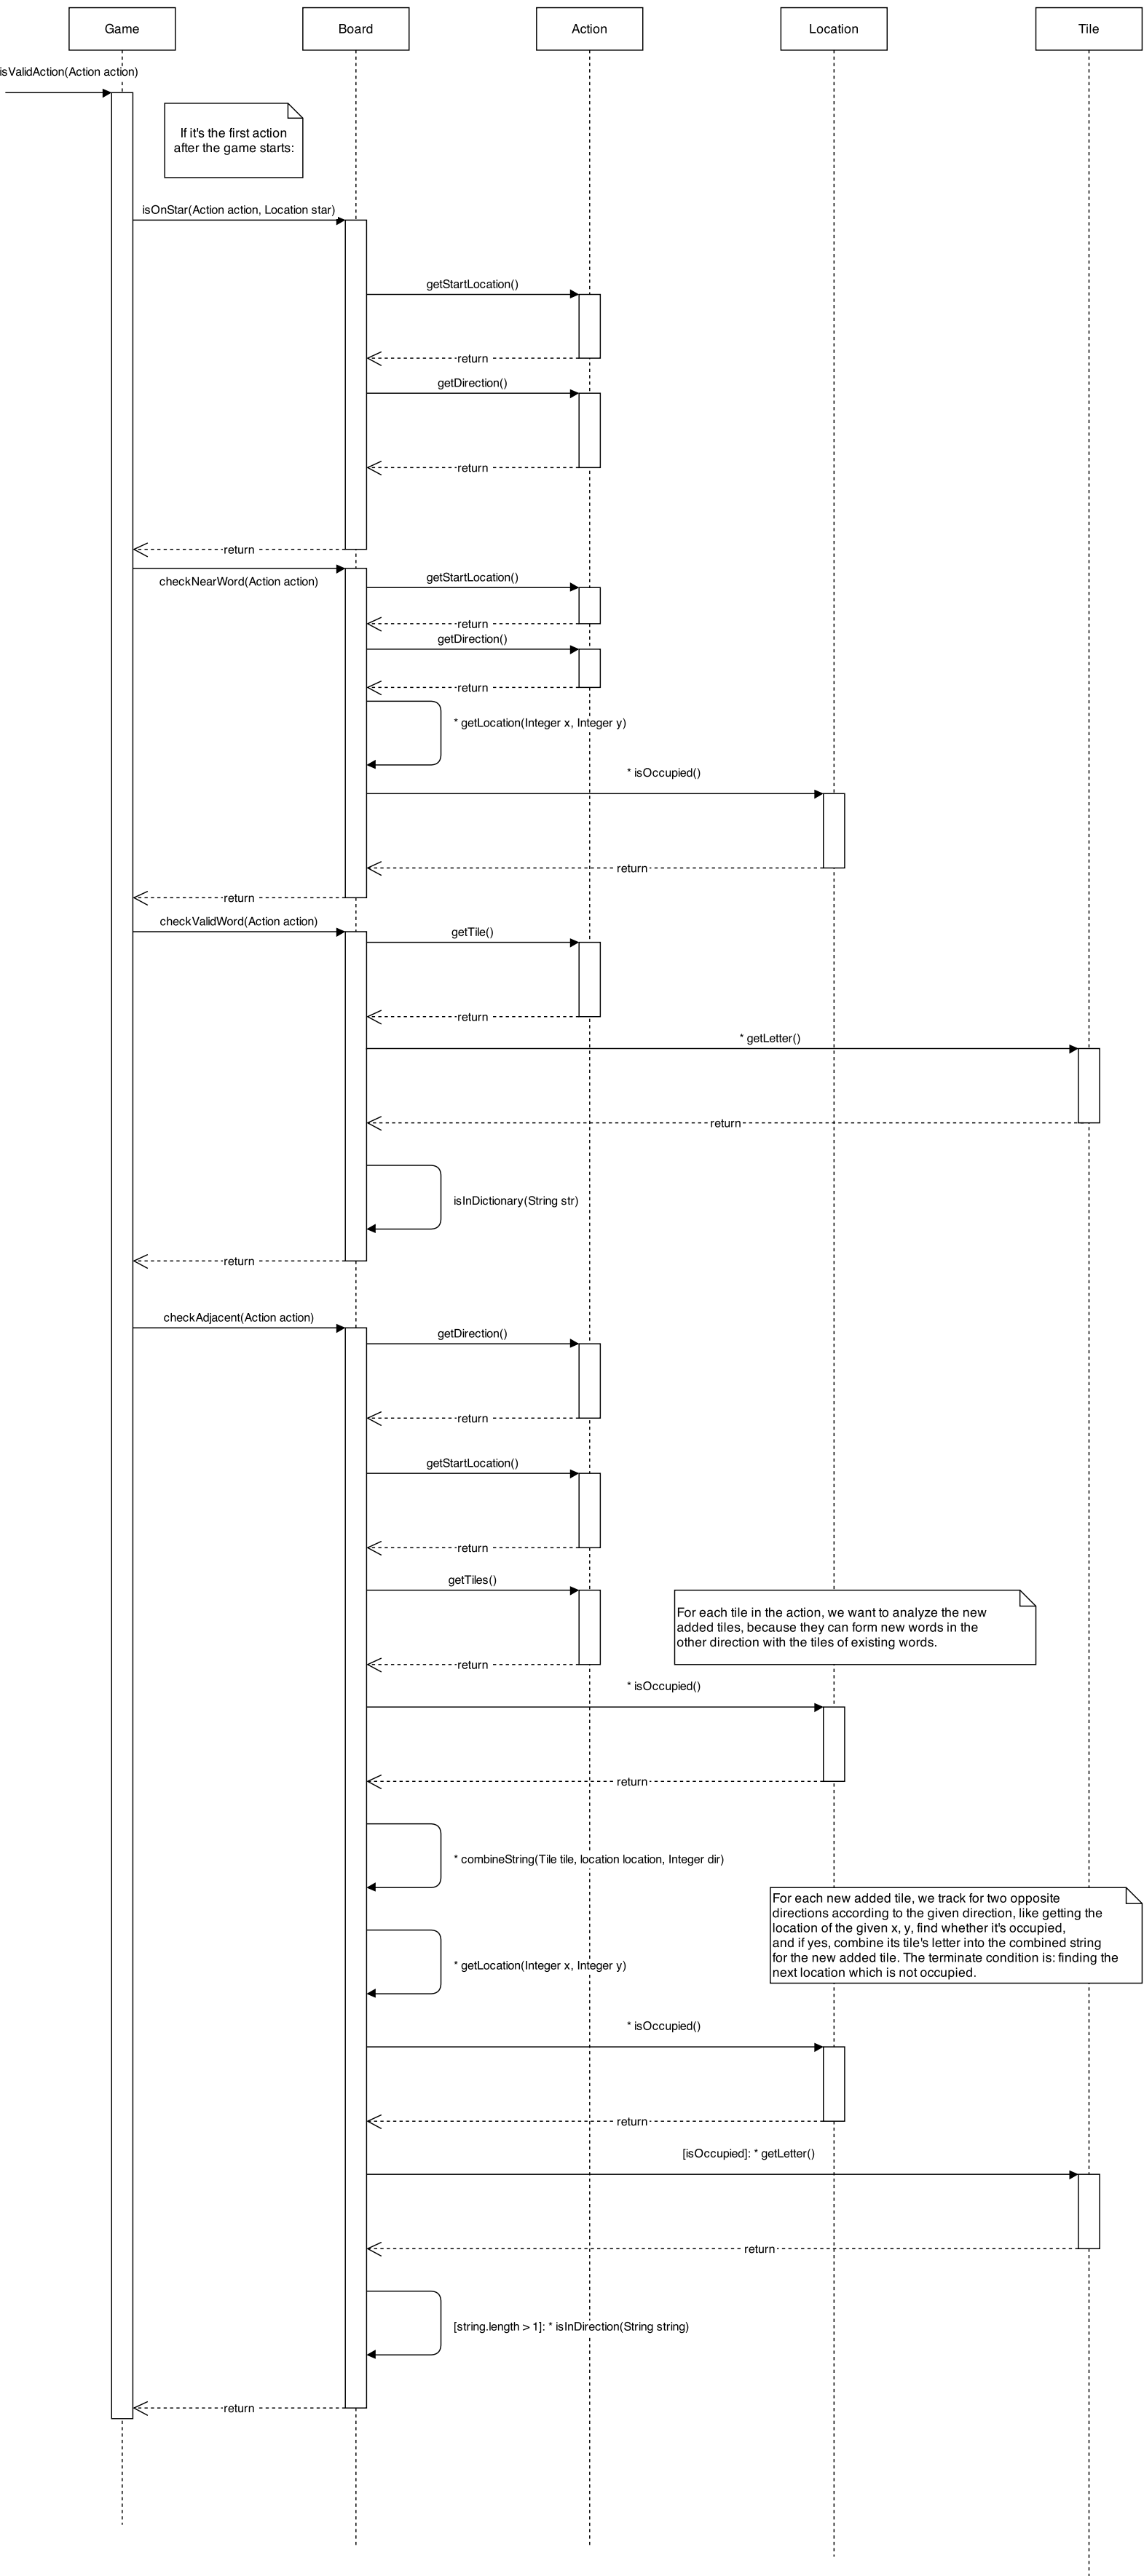 Game
Board
Action
Location
Tile
isValidAction(Action action)
If it's the first action
after the game starts:
isOnStar(Action action, Location star)
getStartLocation()
return
getDirection()
return
return
checkNearWord(Action action)
getStartLocation()
return
getDirection()
return
* getLocation(Integer x, Integer y)
* isOccupied()
return
return
checkValidWord(Action action)
getTile()
return
* getLetter()
return
isInDictionary(String str)
return
checkAdjacent(Action action)
getDirection()
return
getStartLocation()
return
getTiles()
For each tile in the action, we want to analyze the new
added tiles, because they can form new words in the
other direction with the tiles of existing words.
return
* isOccupied()
return
* combineString(Tile tile, location location, Integer dir)
For each new added tile, we track for two opposite
directions according to the given direction, like getting the
location of the given x, y, find whether it's occupied,
and if yes, combine its tile's letter into the combined string
for the new added tile. The terminate condition is: finding the
next location which is not occupied.
* getLocation(Integer x, Integer y)
* isOccupied()
return
[isOccupied]: * getLetter()
return
[string.length > 1]: * isInDirection(String string)
return